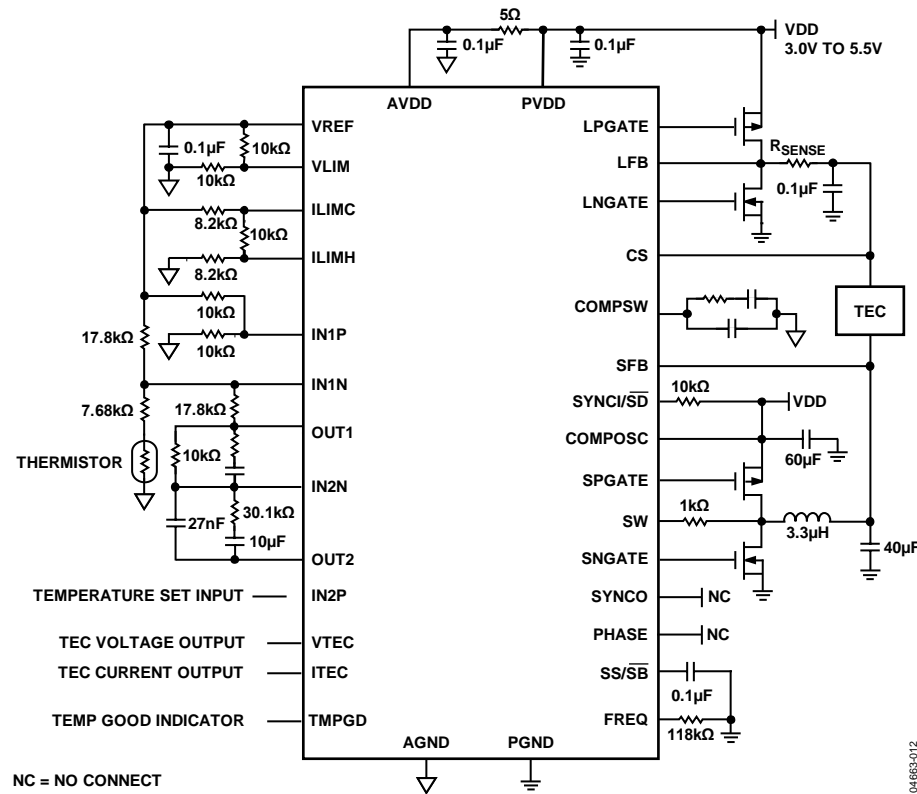 5Ω
0.1µF
0.1µF
VDD
3.0V TO 5.5V
AVDD
PVDD
VREF
0.1µF
10kΩ
VLIM
10kΩ
ILIMC
8.2kΩ
10kΩ
ILIMH
8.2kΩ
10kΩ
IN1P
10kΩ
17.8kΩ
IN1N
7.68kΩ
17.8kΩ
OUT1
THERMISTOR
10kΩ
IN2N
30.1kΩ
27nF
10µF
OUT2
TEMPERATURE SET INPUT
IN2P
TEC VOLTAGE OUTPUT
VTEC
TEC CURRENT OUTPUT
ITEC
TEMP GOOD INDICATOR
TMPGD
AGND
PGND
LPGATE
LFB
RSENSE
0.1µF
LNGATE
CS
COMPSW
TEC
SFB
SYNCI/SD
10kΩ
VDD
COMPOSC
60µF
SPGATE
SW
1kΩ
3.3µH
40µF
SNGATE
SYNCO
NC
PHASE
NC
SS/SB
0.1µF
FREQ
118kΩ
NC = NO CONNECT
04663-012